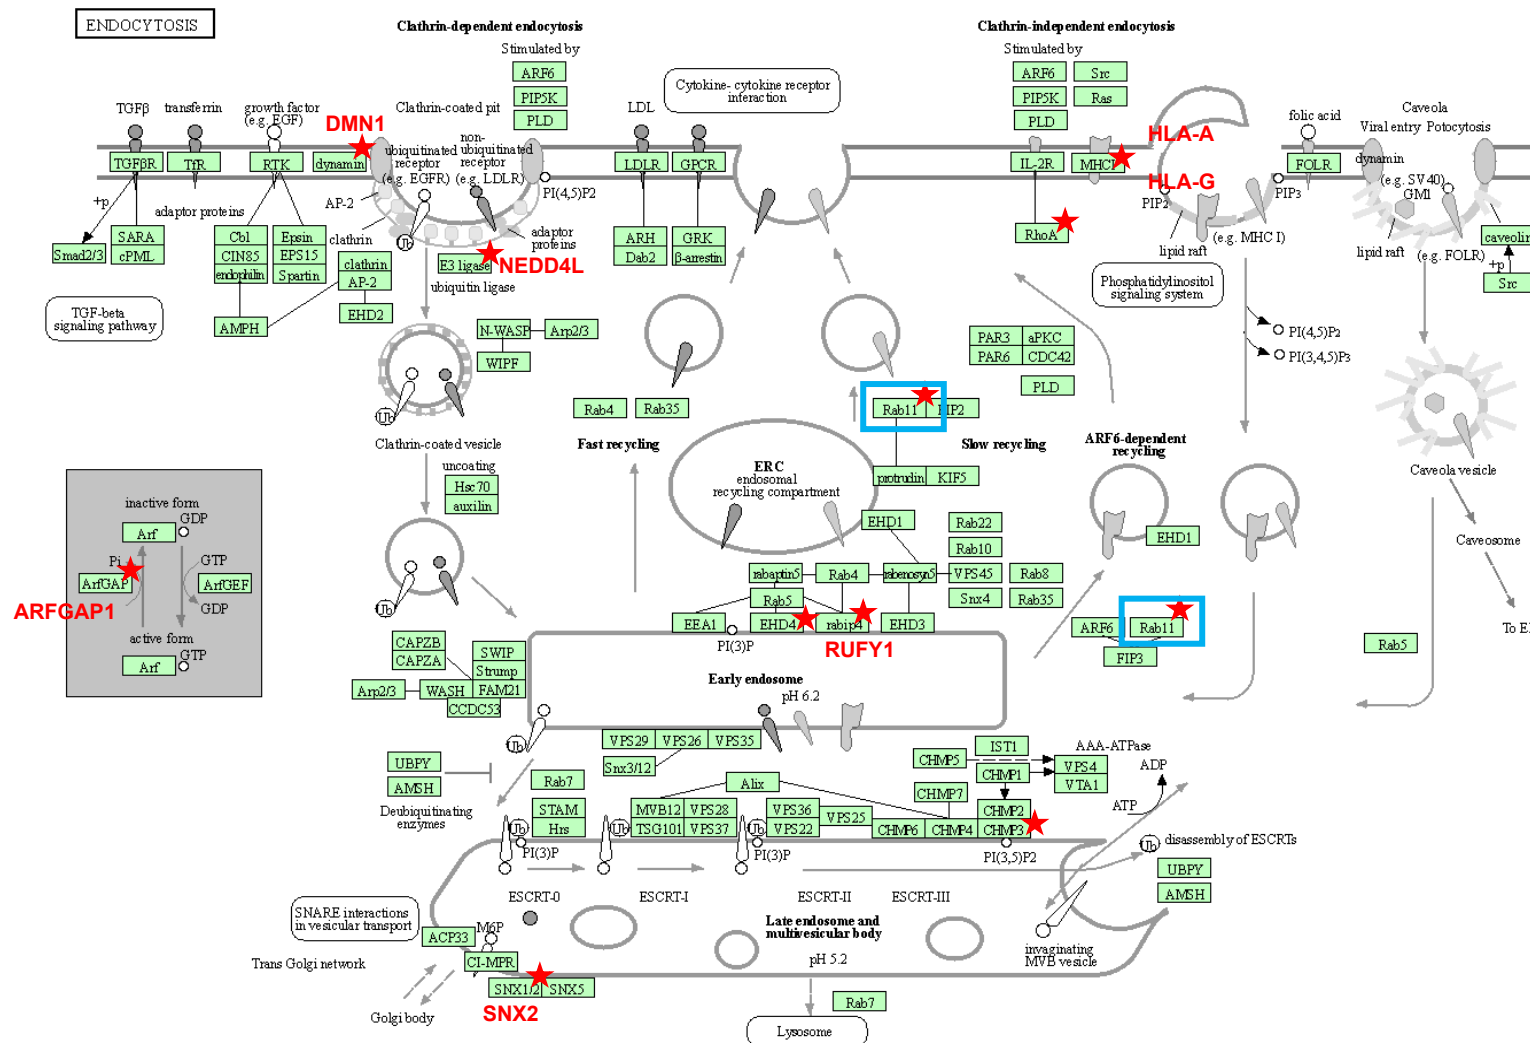 ENDOCYTOSIS
Clathrin-dependent endocytosis
Stimulated by
ARF6
PIP5K
PLD
Clathrin-independent endocytosis
Stimulated by
ARF6
Src
PIP5K
Ras
PLD
Cytokine- cytokine receptor
interaction
TGFβ
transferrin
growth factor
(e.g. EGF)
DMN1
Clathrin-coated pit
LDL
HLA-A
folic acid
Caveola
Viral entry
Potocytosis
TGFβR
TfR
RTK
dynamin
ubiquitinated
receptor
(e.g. EGFR)
non-
ubiquitinated
receptor
(e.g. LDLR)
PI(4,5)P2
LDLR
GPCR
IL-2R
MHCI
HLA-G
PIP2
PIP3
FOLR
dynamin
(e.g. SV40)
GM1
+p
adaptor proteins
AP-2
clathrin
Ub
adaptor
proteins
Smad2/3
SARA
cPML
Cbl
CIN85
endophilin
Epsin
EPS15
Spartin
clathrin
AP-2
EHD2
AMPH
E3 ligase
NEDD4L
ubiquitin ligase
ARH
Dab2
GRK
β-arrestin
RhoA
lipid raft
(e.g. MHC I)
lipid raft
(e.g. FOLR)
caveolin
+p
Src
TGF-beta
signaling pathway
Phosphatidylinositol
signaling system
N-WASP
Arp2/3
WIPF
PAR3
aPKC
PAR6
CDC42
PLD
PI(4,5)P2
PI(3,4,5)P3
Ub
Clathrin-coated vesicle
Rab4
Rab35
Fast recycling
Rab11
FIP2
Slow recycling
protrudin
KIF5
ARF6-dependent
recycling
Caveola vesicle
uncoating
Hsc70
auxilin
ERC
endosomal
recycling compartment
inactive form
GDP
Arf
Pi
ArfGAP
GTP
ArfGEF
GDP
ARFGAP1
active form
GTP
Arf
Ub
EHD1
Rab22
Rab10
rabaptin5
Rab4
rabenosyn5
VPS45
Rab8
Rab5
Snx4
Rab35
EEA1
EHD4
rabip4
EHD3
PI(3)P
RUFY1
EHD1
Caveosome
ARF6
Rab11
FIP3
Rab5
CAPZB
CAPZA
SWIP
Strump
Arp2/3
WASH
FAM21
CCDC53
Early endosome
pH 6.2
Ub
VPS29
VPS26
VPS35
Snx3/12
UBPY
AMSH
Deubiquitinating
enzymes
Rab7
STAM
Hrs
Ub
PI(3)P
Alix
MVB12
VPS28
TSG101
VPS37
Ub
VPS36
VPS22
VPS25
Ub
PI(3)P
IST1
CHMP5
CHMP1
CHMP7
CHMP2
CHMP6
CHMP4
CHMP3
PI(3,5)P2
AAA-ATPase
VPS4
VTA1
ADP
ATP
Ub
disassembly of ESCRTs
UBPY
AMSH
ESCRT-0
ESCRT-I
ESCRT-II
ESCRT-III
Late endosome and
multivesicular body
pH 5.2
invaginating
MVB vesicle
SNARE interactions
in vesicular transport
ACP33
M6P
CI-MPR
Trans Golgi network
SNX1/2
SNX5
SNX2
Golgi body
Rab7
Lysosome